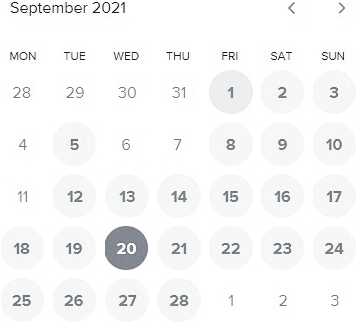 September 2021
MON TUE WED THU FRI SAT SUN
28 29 30 31 1 2 3
4 5 6 7 8 9 10
11 12 13 14 15 16 17
18 19 20 21 22 23 24
25 26 27 28 1 2 3